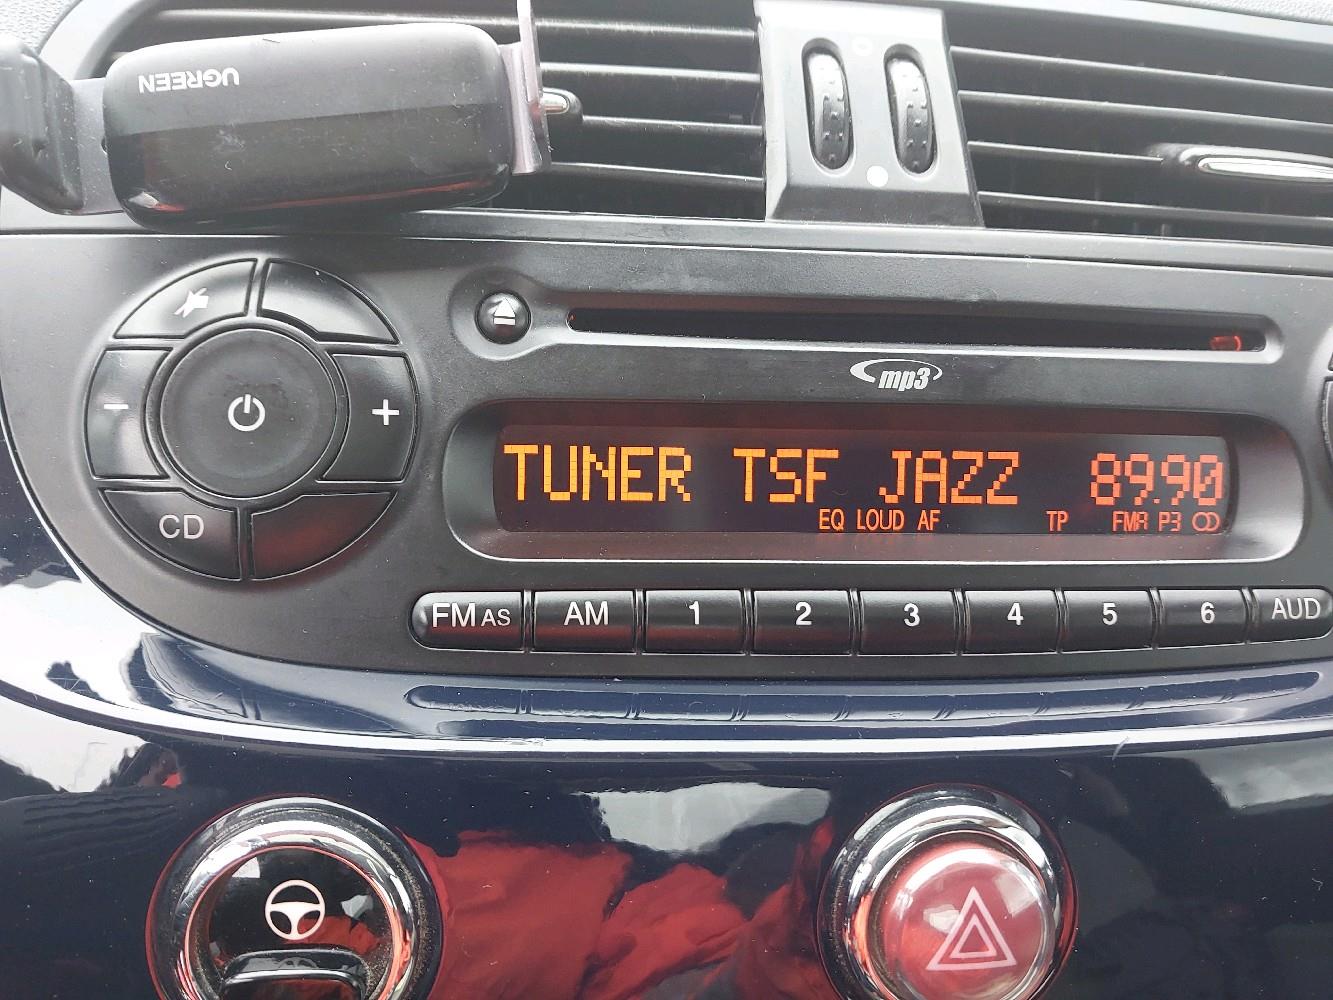 UGREEN
mp3
TUNER TSF JAZZ 89.90
EQ LOUD AF TP FMA P3
- +
CD
FM AS AM 1 2 3 4 5 6 AUD